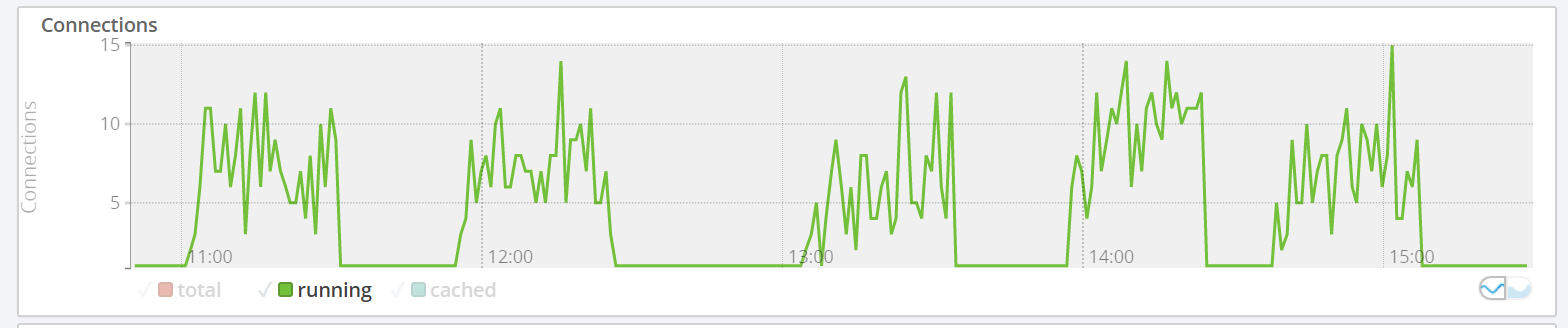 Connections
15
10
5
Connections
11:00 12:00 13:00 14:00 15:00
total running cached